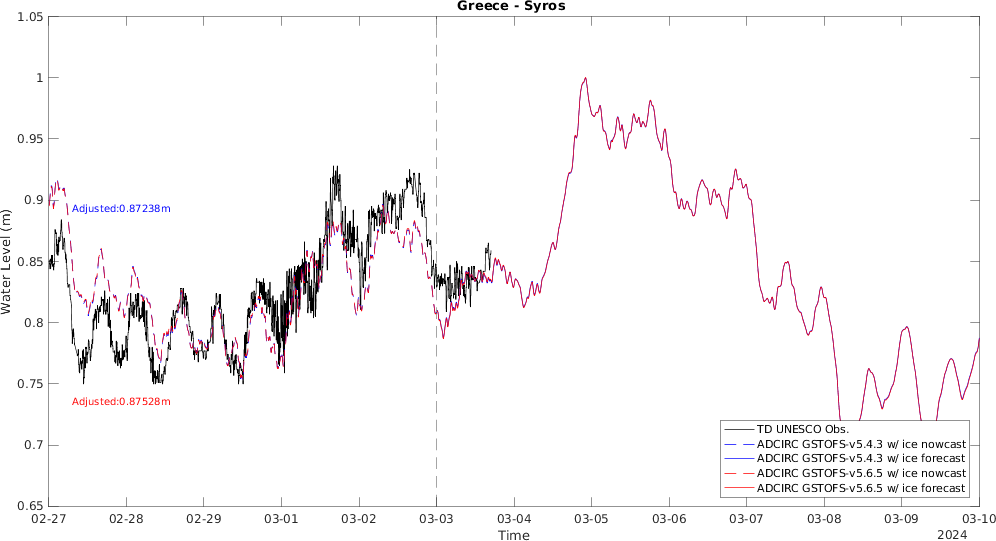 Greece - Syros
1.05
1
0.95
0.9
0.85
0.8
0.75
0.7
0.65
Water Level (m)
Adjusted:0.87238m
Adjusted:0.87528m
TD UNESCO Obs.
ADCIRC GSTOFS-v5.4.3 w/ ice nowcast
ADCIRC GSTOFS-v5.4.3 w/ ice forecast
ADCIRC GSTOFS-v5.6.5 w/ ice nowcast
ADCIRC GSTOFS-v5.6.5 w/ ice forecast
02-27 02-28 02-29 03-01 03-02 03-03 03-04 03-05 03-06 03-07 03-08 03-09 03-10
Time
2024